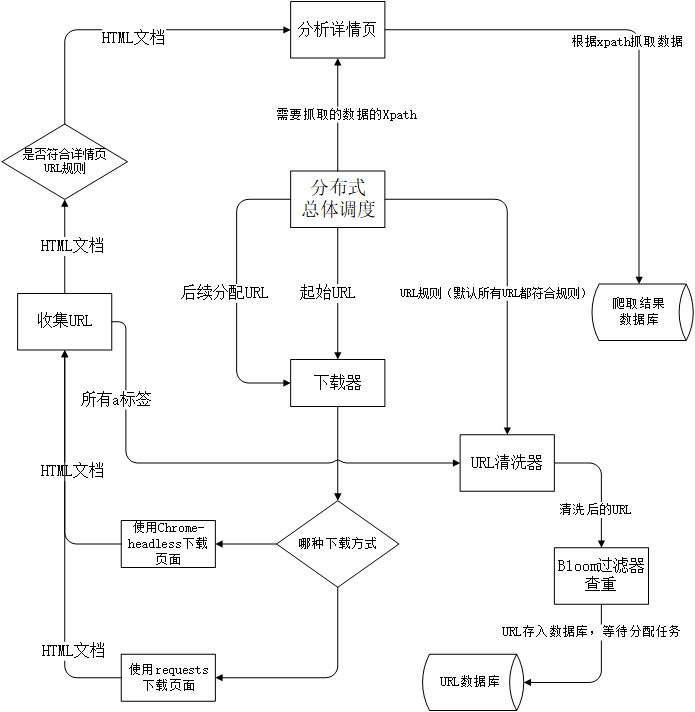 HTML文档
分析详情页
根据xpath抓取数据
需要抓取的数据的Xpath
是否符合详情页
URL规则
分布式
总体调度
HTML文档
后续分配URL
起始URL
URL规则（默认所有URL都符合规则）
爬取结果
数据库
收集URL
下载器
所有a标签
HTML文档
URL清洗器
清洗后的URL
使用Chrome-
headless下载
页面
哪种下载方式
Bloom过滤器
查重
URL存入数据库，等待分配任务
HTML文档
使用requests
下载页面
URL数据库